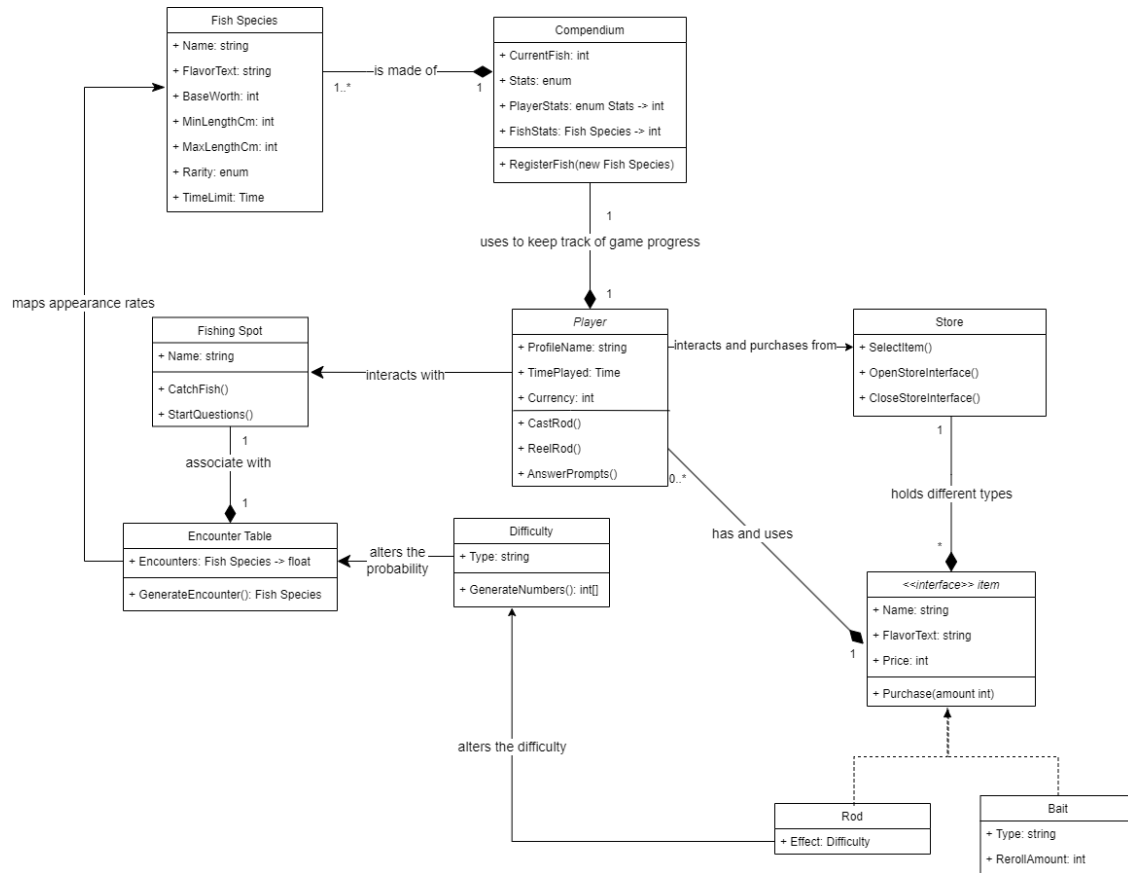 Fish Species
+ Name: string
+ FlavorText: string
+ BaseWorth: int
+ MinLengthCm: int
+ MaxLengthCm: int
+ Rarity: enum
+ TimeLimit: Time
is made of
1..*
1
Compendium
+ CurrentFish: int
+ Stats: enum
+ PlayerStats: enum Stats -> int
+ FishStats: Fish Species -> int
+ RegisterFish(new Fish Species)
1
uses to keep track of game progress
1
maps appearance rates
Fishing Spot
+ Name: string
+ CatchFish()
+ StartQuestions()
interacts with
Player
+ ProfileName: string
+ TimePlayed: Time
+ Currency: int
+ CastRod()
+ ReelRod()
+ AnswerPrompts()
interacts and purchases from
Store
+ SelectItem()
+ OpenStoreInterface()
+ CloseStoreInterface()
1
associate with
1
0..*
1
holds different types
*
has and uses
1
Encounter Table
+ Encounters: Fish Species -> float
+ GenerateEncounter(): Fish Species
alters the
probability
Difficulty
+ Type: string
+ GenerateNumbers(): int[]
<<interface>> item
+ Name: string
+ FlavorText: string
+ Price: int
+ Purchase(amount int)
alters the difficulty
Rod
+ Effect: Difficulty
Bait
+ Type: string
+ RerollAmount: int